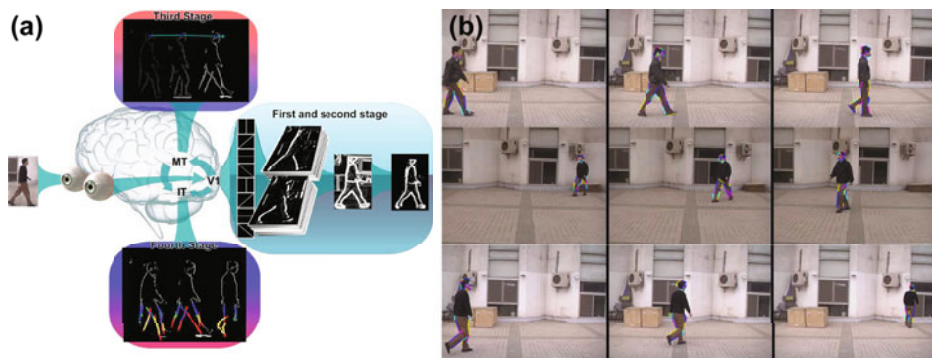 (a)
Third Stage
First and second stage
MT
IT
V1
Fourth Stage
(b)